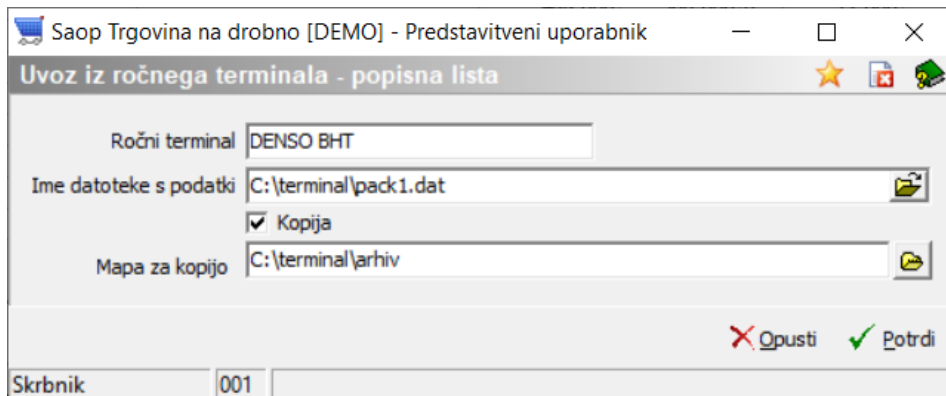 Saop Trgovina na drobno [DEMO] - Predstavitveni uporabnik
Uvoz iz ročnega terminala - popisna lista
Ročni terminal DENSO BHT
Ime datoteke s podatki C:\terminal\pack1.dat
Kopija
Mapa za kopijo C:\terminal\arhiv
Opusti Potrdi
Skrbnik 001